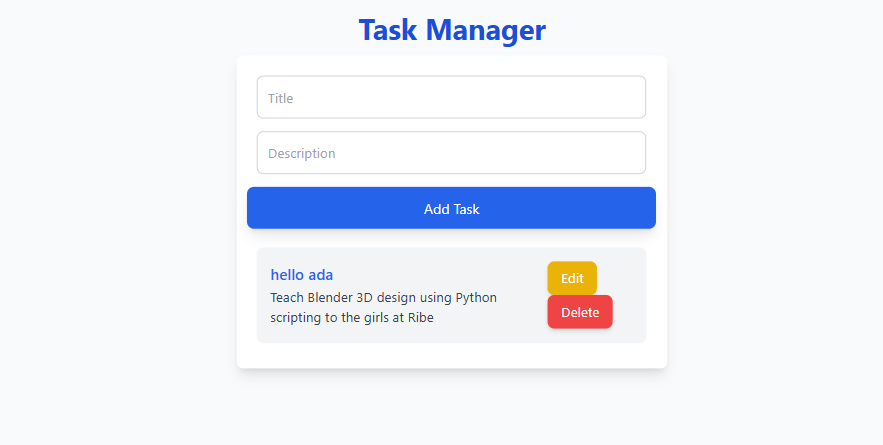 Task Manager
Title
Description
Add Task
hello ada
Teach Blender 3D design using Python
scripting to the girls at Ribe
Edit
Delete